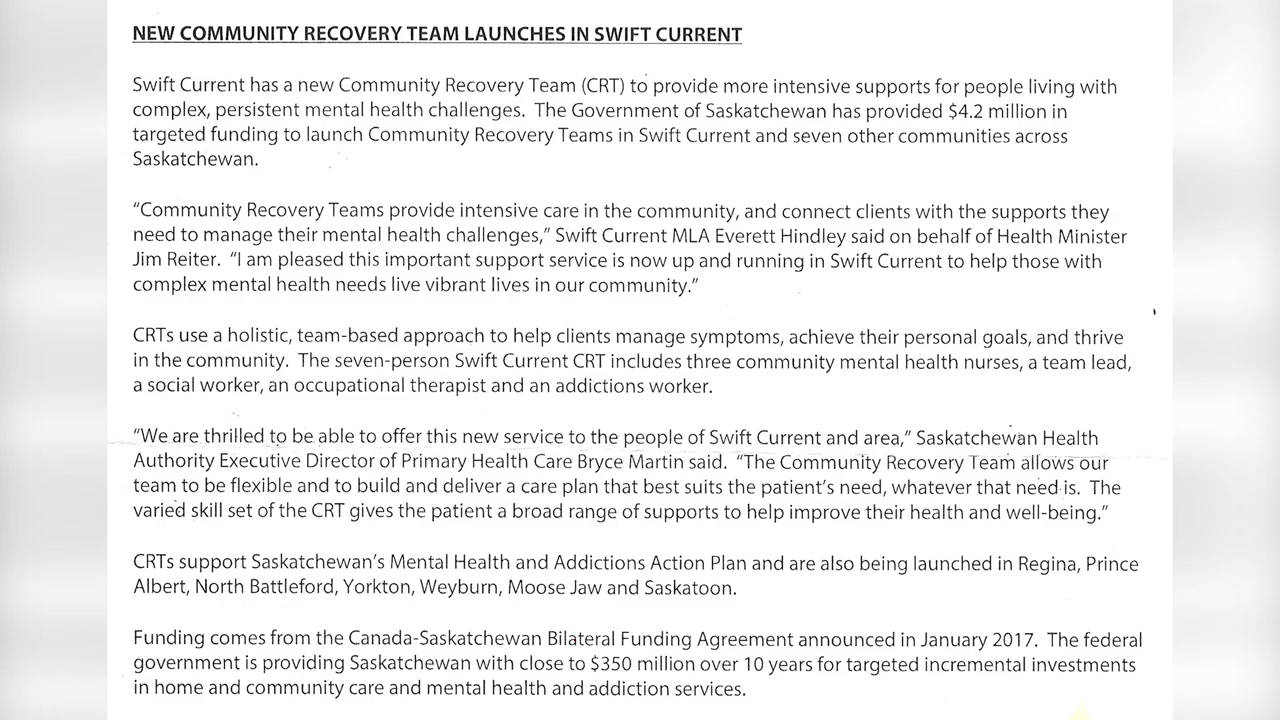 NEW COMMUNITY RECOVERY TEAM LAUNCHES IN SWIFT CURRENT
Swift Current has a new Community Recovery Team (CRT) to provide more intensive supports for people living with
complex, persistent mental health challenges.  The Government of Saskatchewan has provided $4.2 million in
targeted funding to launch Community Recovery Teams in Swift Current and seven other communities across
Saskatchewan.
“Community Recovery Teams provide intensive care in the community, and connect clients with the supports they
need to manage their mental health challenges,” Swift Current MLA Everett Hindley said on behalf of Health Minister
Jim Reiter.  “I am pleased this important support service is now up and running in Swift Current to help those with
complex mental health needs live vibrant lives in our community.”
CRTs use a holistic, team-based approach to help clients manage symptoms, achieve their personal goals, and thrive
in the community.  The seven-person Swift Current CRT includes three community mental health nurses, a team lead,
a social worker, an occupational therapist and an addictions worker.
“We are thrilled to be able to offer this new service to the people of Swift Current and area,” Saskatchewan Health
Authority Executive Director of Primary Health Care Bryce Martin said.  “The Community Recovery Team allows our
team to be flexible and to build and deliver a care plan that best suits the patient’s need, whatever that need is.  The
varied skill set of the CRT gives the patient a broad range of supports to help improve their health and well-being.”
CRTs support Saskatchewan’s Mental Health and Addictions Action Plan and are also being launched in Regina, Prince
Albert, North Battleford, Yorkton, Weyburn, Moose Jaw and Saskatoon.
Funding comes from the Canada-Saskatchewan Bilateral Funding Agreement announced in January 2017.  The federal
government is providing Saskatchewan with close to $350 million over 10 years for targeted incremental investments
in home and community care and mental health and addiction services.